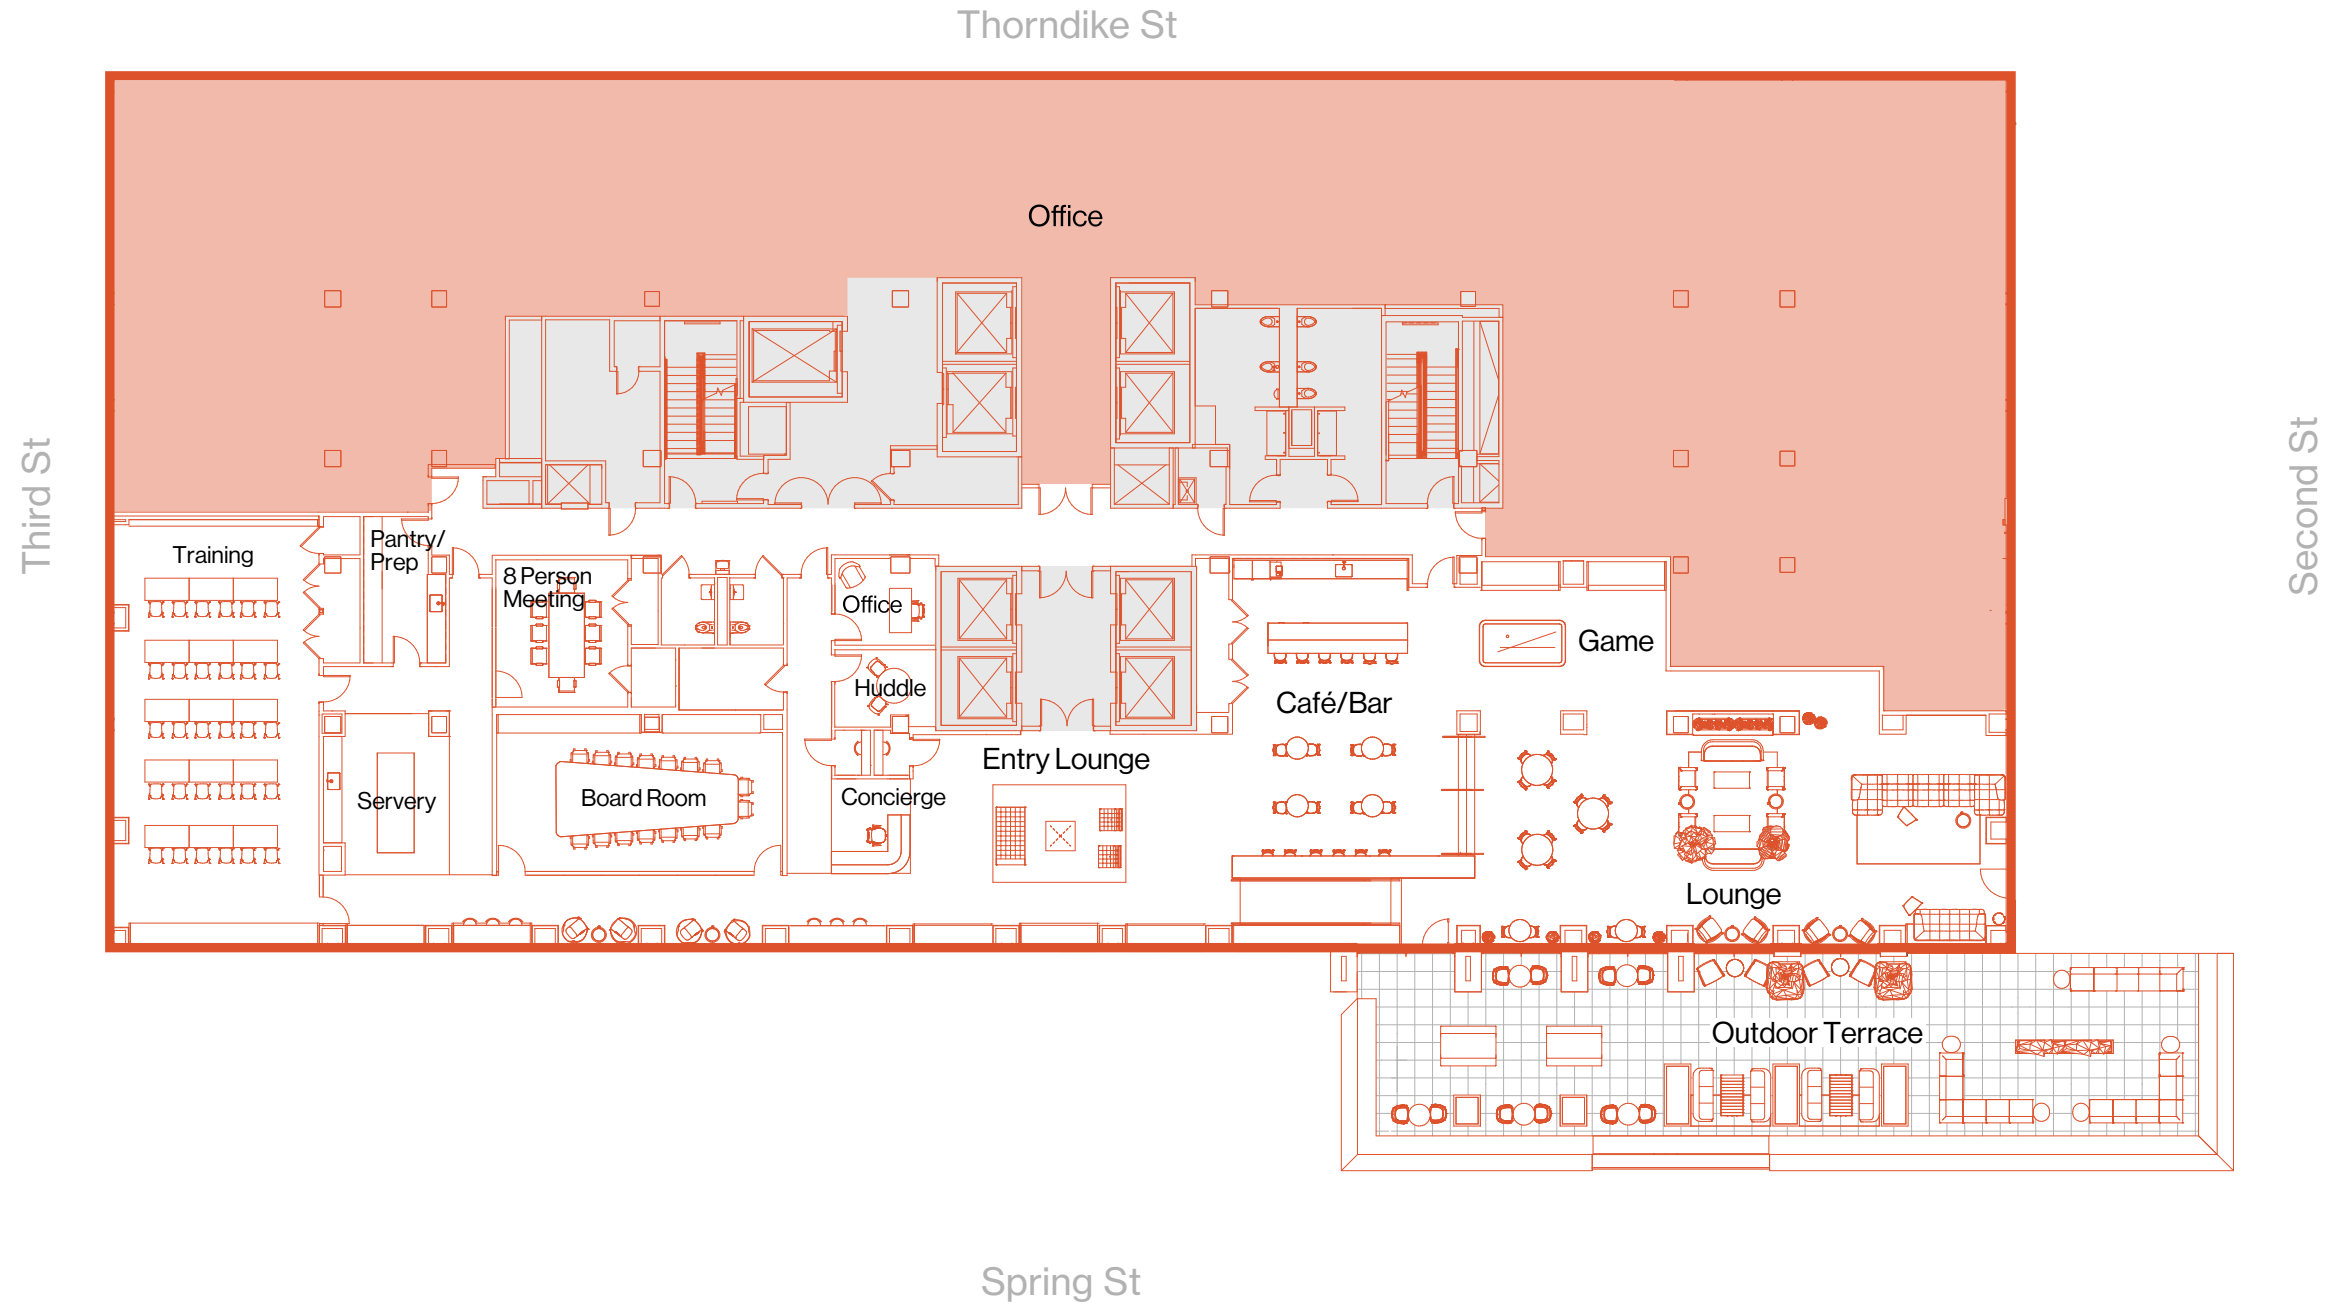 Thorndike St
Office
Third St
Second St
Training
Pantry/
Prep
8 Person
Meeting
Office
Game
Huddle
Café/Bar
Entry Lounge
Servery
Board Room
Concierge
Lounge
Outdoor Terrace
Spring St